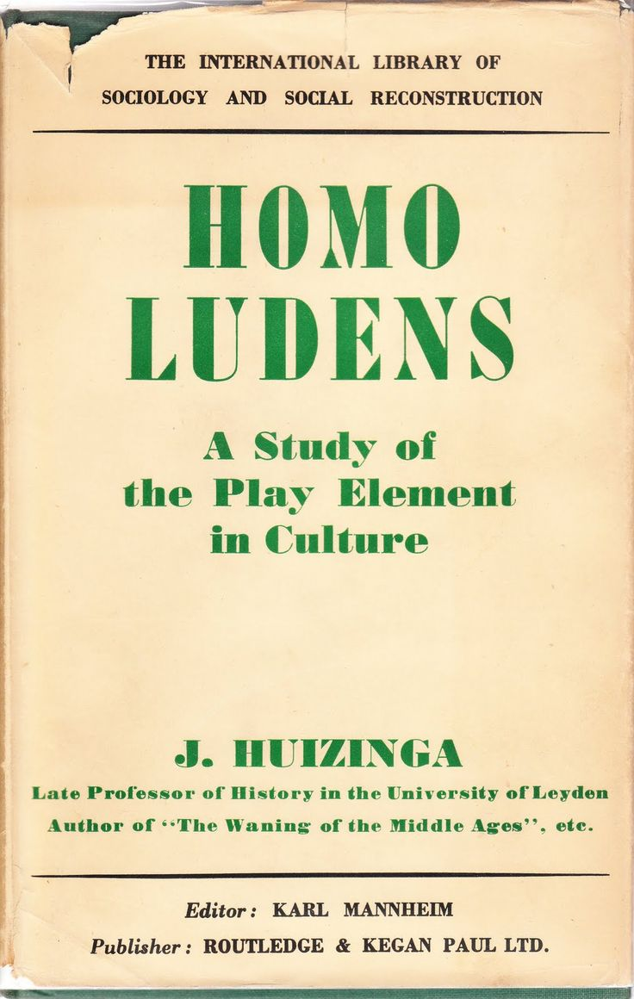 THE INTERNATIONAL LIBRARY OF
SOCIOLOGY AND SOCIAL RECONSTRUCTION
HOMO
LUDENS
A Study of
the Play Element
in Culture
J. HUIZINGA
Late Professor of History in the University of Leyden
Author of “The Waning of the Middle Ages”, etc.
Editor: KARL MANNHEIM
Publisher: ROUTLEDGE & KEGAN PAUL LTD.